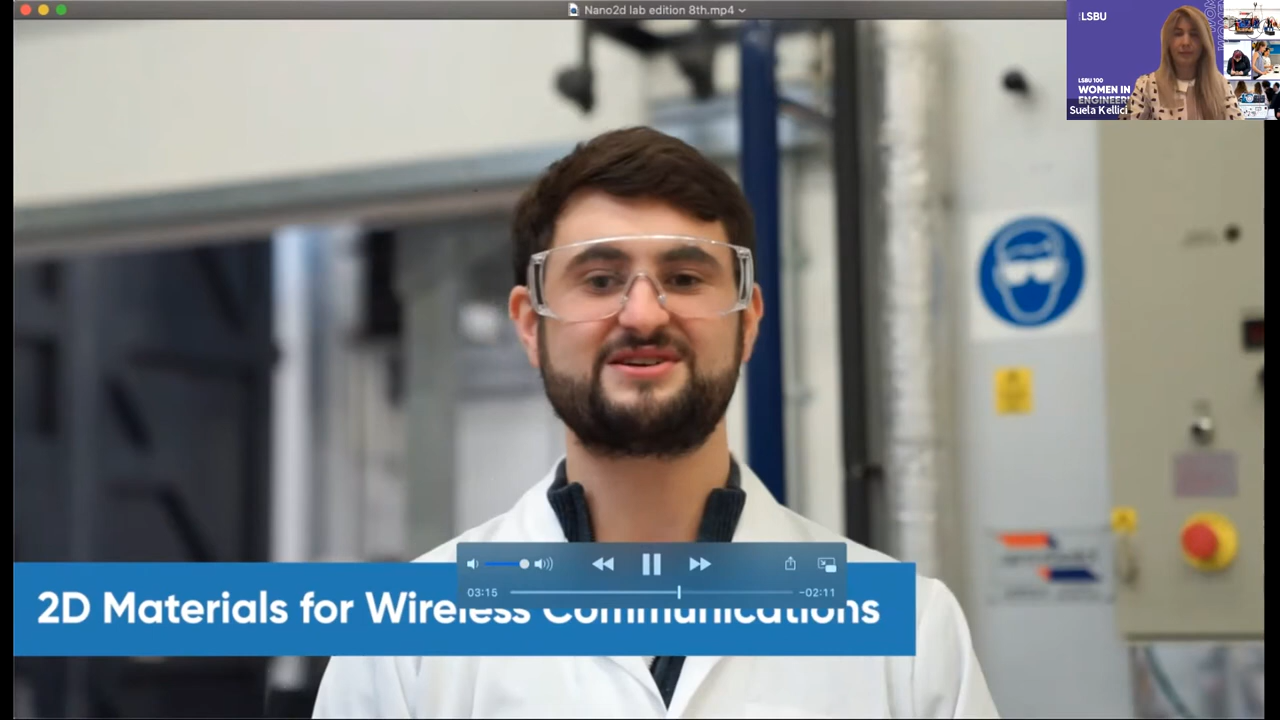 Nano2d lab edition 8th.mp4
LSBU
LSBU 100
WOMEN IN
ENGINEER
Suela Kellici
03:15
-02:11
2D Materials for Wireless Communications